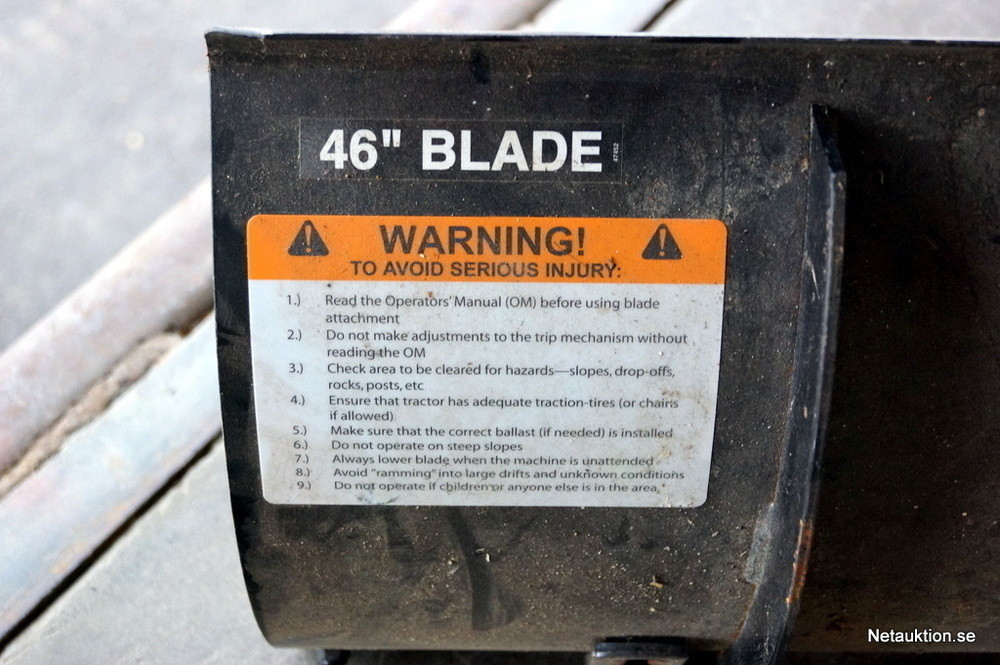 46" BLADE
47452
WARNING!
TO AVOID SERIOUS INJURY:
1.) Read the Operators' Manual (OM) before using blade
attachment
2.) Do not make adjustments to the trip mechanism without
reading the OM
3.) Check area to be cleared for hazards—slopes, drop-offs,
rocks, posts, etc
4.) Ensure that tractor has adequate traction-tires (or chains
if allowed)
5.) Make sure that the correct ballast (if needed) is installed
6.) Do not operate on steep slopes
7.) Always lower blade when the machine is unattended
8.) Avoid "ramming" into large drifts and unknown conditions
9.) Do not operate if children or anyone else is in the area.
Netauktion.se